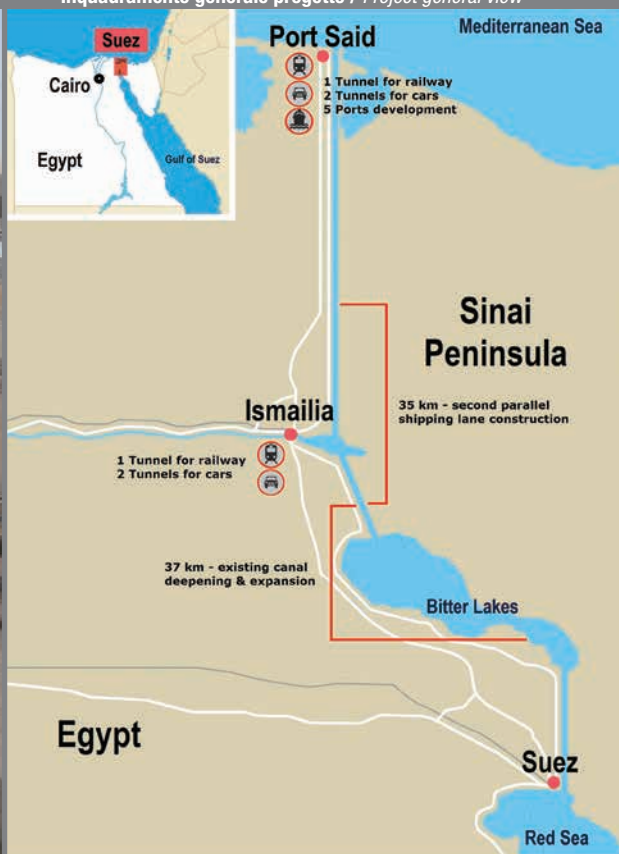 Inquadramento generale progetto / Project general view
Suez
Cairo
Egypt
Gulf of Suez
Port Said
Mediterranean Sea
1 Tunnel for railway
2 Tunnels for cars
5 Ports development
Sinai
Peninsula
35 km - second parallel
shipping lane construction
Ismailia
1 Tunnel for railway
2 Tunnels for cars
37 km - existing canal
deepening & expansion
Bitter Lakes
Egypt
Suez
Red Sea